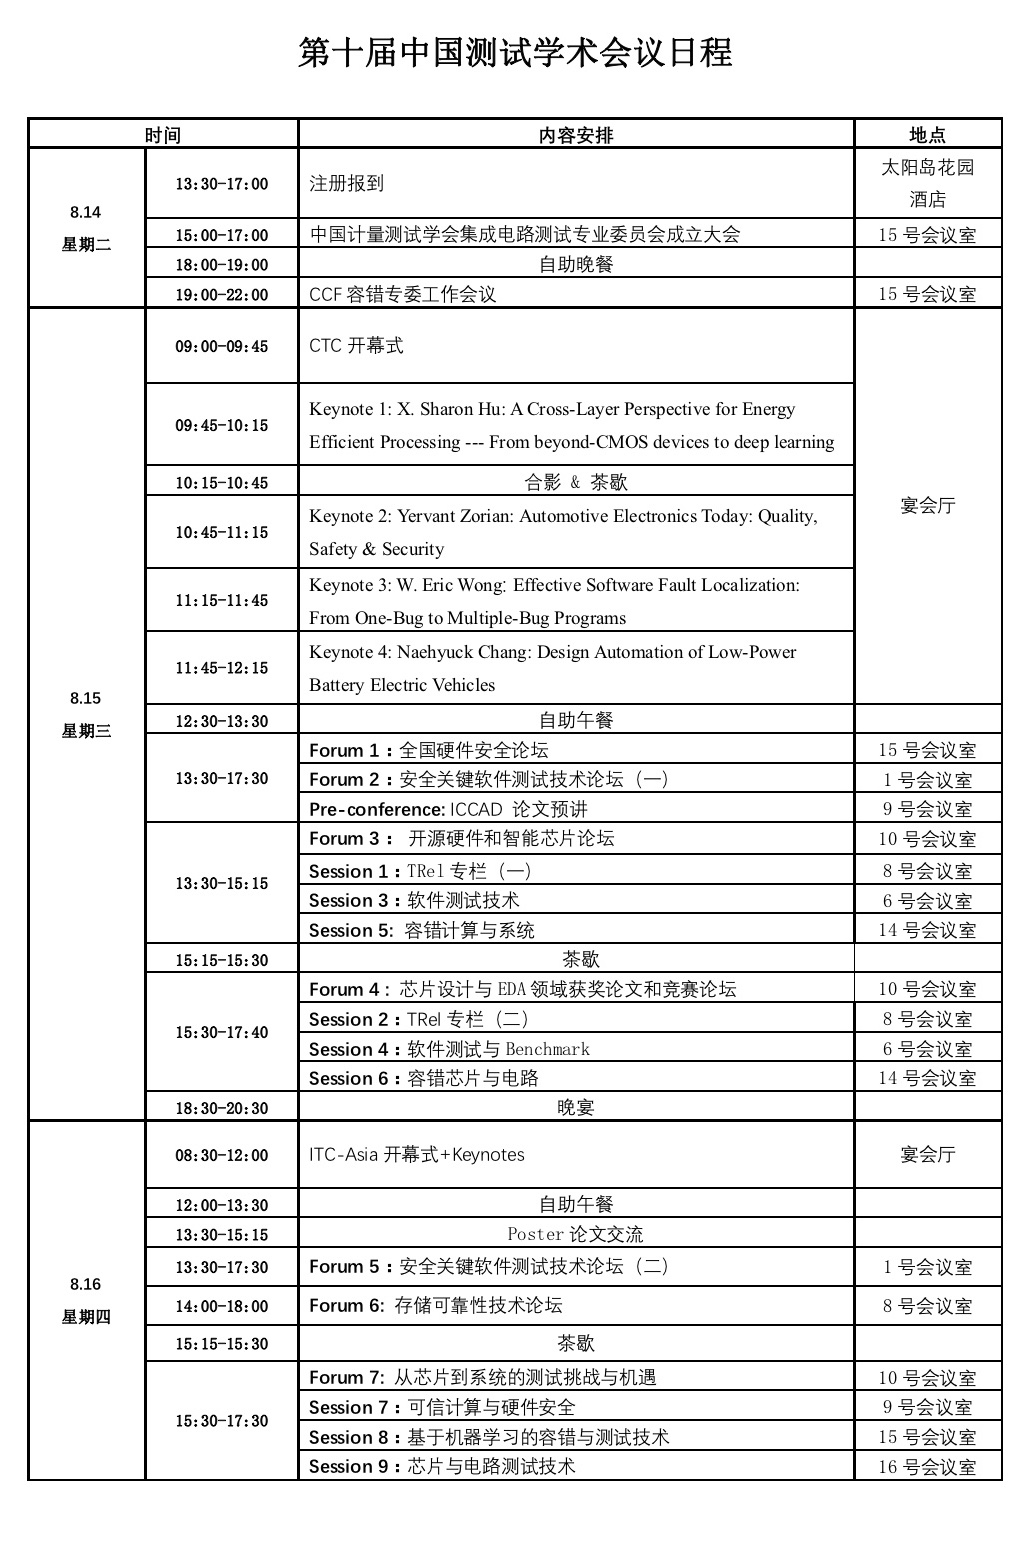 第十届中国测试学术会议日程
时间 内容安排 地点
8.14
星期二
13:30-17:00 注册报到 太阳岛花园
酒店
15:00-17:00 中国计量测试学会集成电路测试专业委员会成立大会 15 号会议室
18:00-19:00 自助晚餐
19:00-22:00 CCF 容错专委工作会议 15 号会议室
8.15
星期三
09:00-09:45 CTC 开幕式
宴会厅
09:45-10:15 Keynote 1: X. Sharon Hu: A Cross-Layer Perspective for Energy
Efficient Processing --- From beyond-CMOS devices to deep learning
10:15-10:45 合影 & 茶歇
10:45-11:15 Keynote 2: Yervant Zorian: Automotive Electronics Today: Quality,
Safety & Security
11:15-11:45 Keynote 3: W. Eric Wong: Effective Software Fault Localization:
From One-Bug to Multiple-Bug Programs
11:45-12:15 Keynote 4: Naehyuck Chang: Design Automation of Low-Power
Battery Electric Vehicles
12:30-13:30 自助午餐
13:30-17:30
Forum 1：全国硬件安全论坛 15 号会议室
Forum 2：安全关键软件测试技术论坛（一） 1 号会议室
Pre-conference: ICCAD 论文预讲 9 号会议室
13:30-15:15
Forum 3： 开源硬件和智能芯片论坛 10 号会议室
Session 1：TRel 专栏（一） 8 号会议室
Session 3：软件测试技术 6 号会议室
Session 5: 容错计算与系统 14 号会议室
15:15-15:30 茶歇
15:30-17:40
Forum 4： 芯片设计与 EDA 领域获奖论文和竞赛论坛 10 号会议室
Session 2：TRel 专栏（二） 8 号会议室
Session 4：软件测试与 Benchmark 6 号会议室
Session 6：容错芯片与电路 14 号会议室
18:30-20:30 晚宴
8.16
星期四
08:30-12:00 ITC-Asia 开幕式+Keynotes 宴会厅
12:00-13:30 自助午餐
13:30-15:15 Poster 论文交流
13:30-17:30 Forum 5：安全关键软件测试技术论坛（二） 1 号会议室
14:00-18:00 Forum 6: 存储可靠性技术论坛 8 号会议室
15:15-15:30 茶歇
15:30-17:30
Forum 7: 从芯片到系统的测试挑战与机遇 10 号会议室
Session 7：可信计算与硬件安全 9 号会议室
Session 8：基于机器学习的容错与测试技术 15 号会议室
Session 9：芯片与电路测试技术 16 号会议室